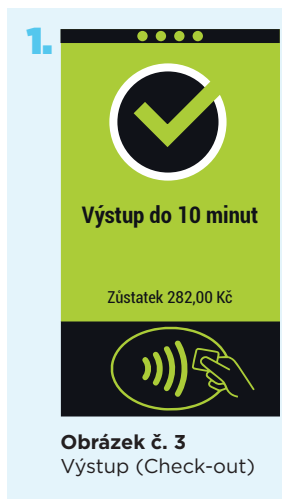 1.
Výstup do 10 minut
Zůstatek 282,00 Kč
Obrázek č. 3
Výstup (Check-out)